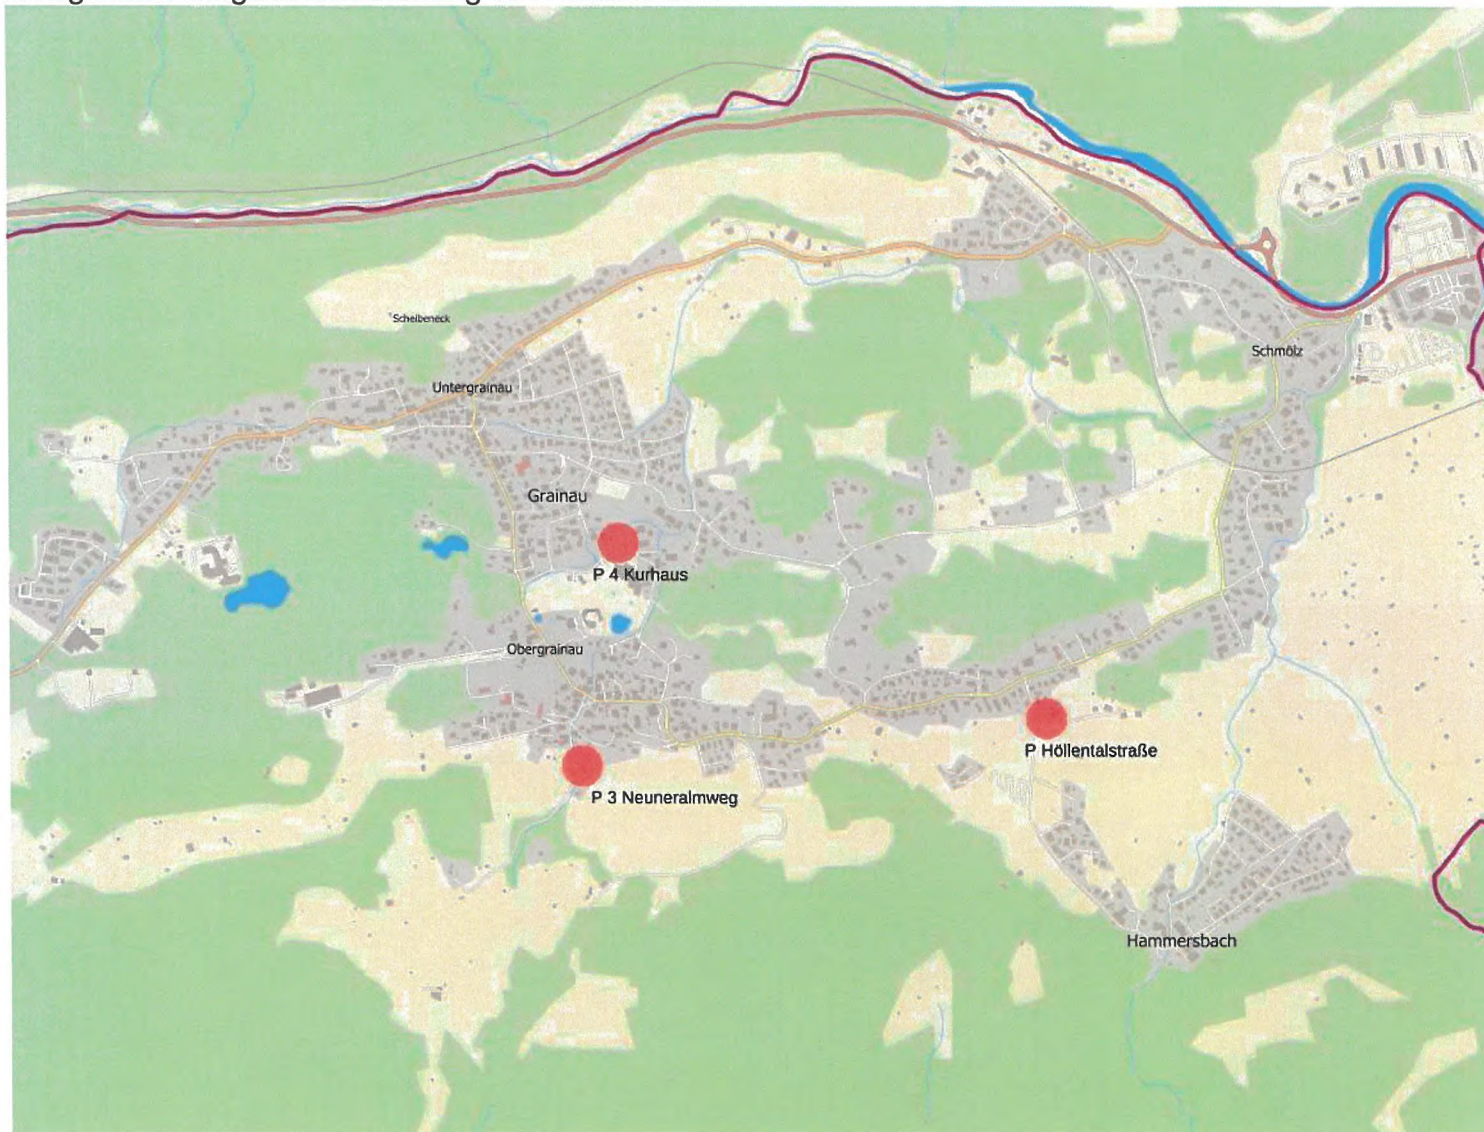 Scheibeneck
Schmölz
Untergrainau
Grainau
P 4 Kurhaus
Obergrainau
P Höllentalstraße
P 3 Neuneralmweg
Hammersbach